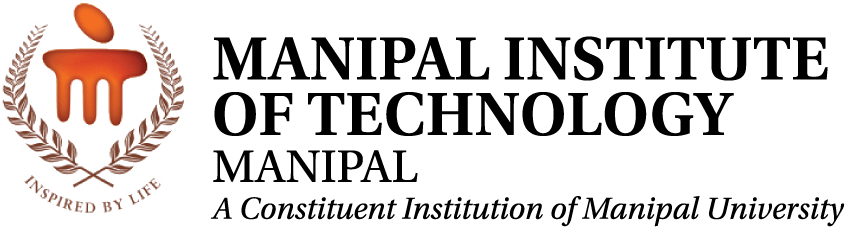 INSPIRED BY LIFE
MANIPAL INSTITUTE
OF TECHNOLOGY
MANIPAL
A Constituent Institution of Manipal University